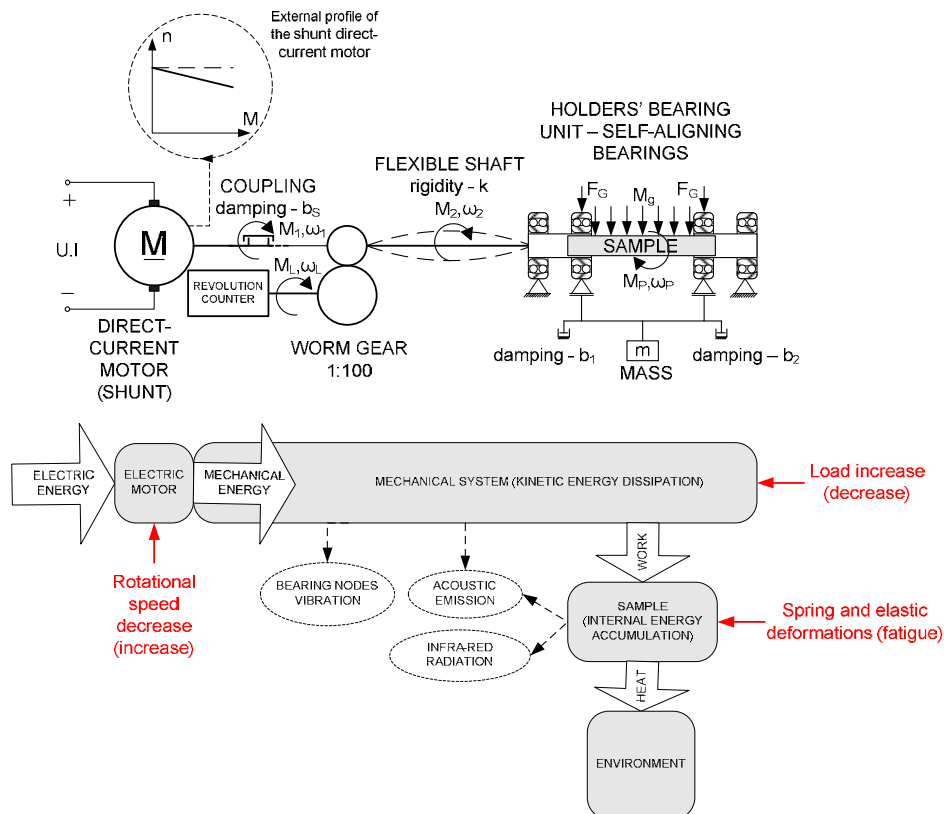 External profile of
the shunt direct-
current motor
n
M
HOLDERS' BEARING
UNIT – SELF-ALIGNING
BEARINGS
FLEXIBLE SHAFT
rigidity - k
M₂,ω₂
COUPLING
damping - bS
M₁,ω₁
FG
Mg
FG
+
U.I
–
M
SAMPLE
MP,ωP
ML,ωL
REVOLUTION
COUNTER
DIRECT-
CURRENT
MOTOR
(SHUNT)
WORM GEAR
1:100
damping - b₁
m
MASS
damping – b₂
ELECTRIC
ENERGY
ELECTRIC
MOTOR
MECHANICAL
ENERGY
MECHANICAL SYSTEM (KINETIC ENERGY DISSIPATION)
Load increase
(decrease)
WORK
Rotational
speed
decrease
(increase)
BEARING NODES
VIBRATION
ACOUSTIC
EMISSION
INFRA-RED
RADIATION
SAMPLE
(INTERNAL ENERGY
ACCUMULATION)
Spring and elastic
deformations (fatigue)
HEAT
ENVIRONMENT